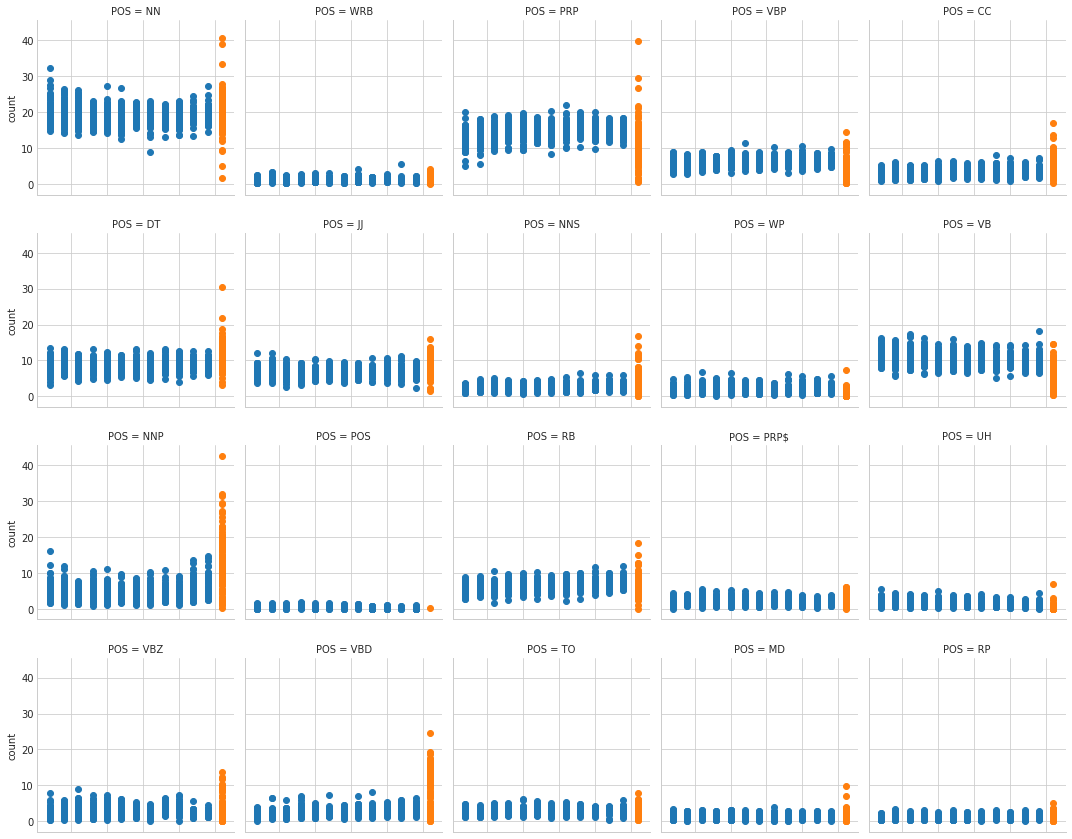 POS = NN POS = WRB POS = PRP POS = VBP POS = CC
40
30
count
20
10
0
POS = DT POS = JJ POS = NNS POS = WP POS = VB
40
30
count
20
10
0
POS = NNP POS = POS POS = RB POS = PRP$ POS = UH
40
30
count
20
10
0
POS = VBZ POS = VBD POS = TO POS = MD POS = RP
40
30
count
20
10
0